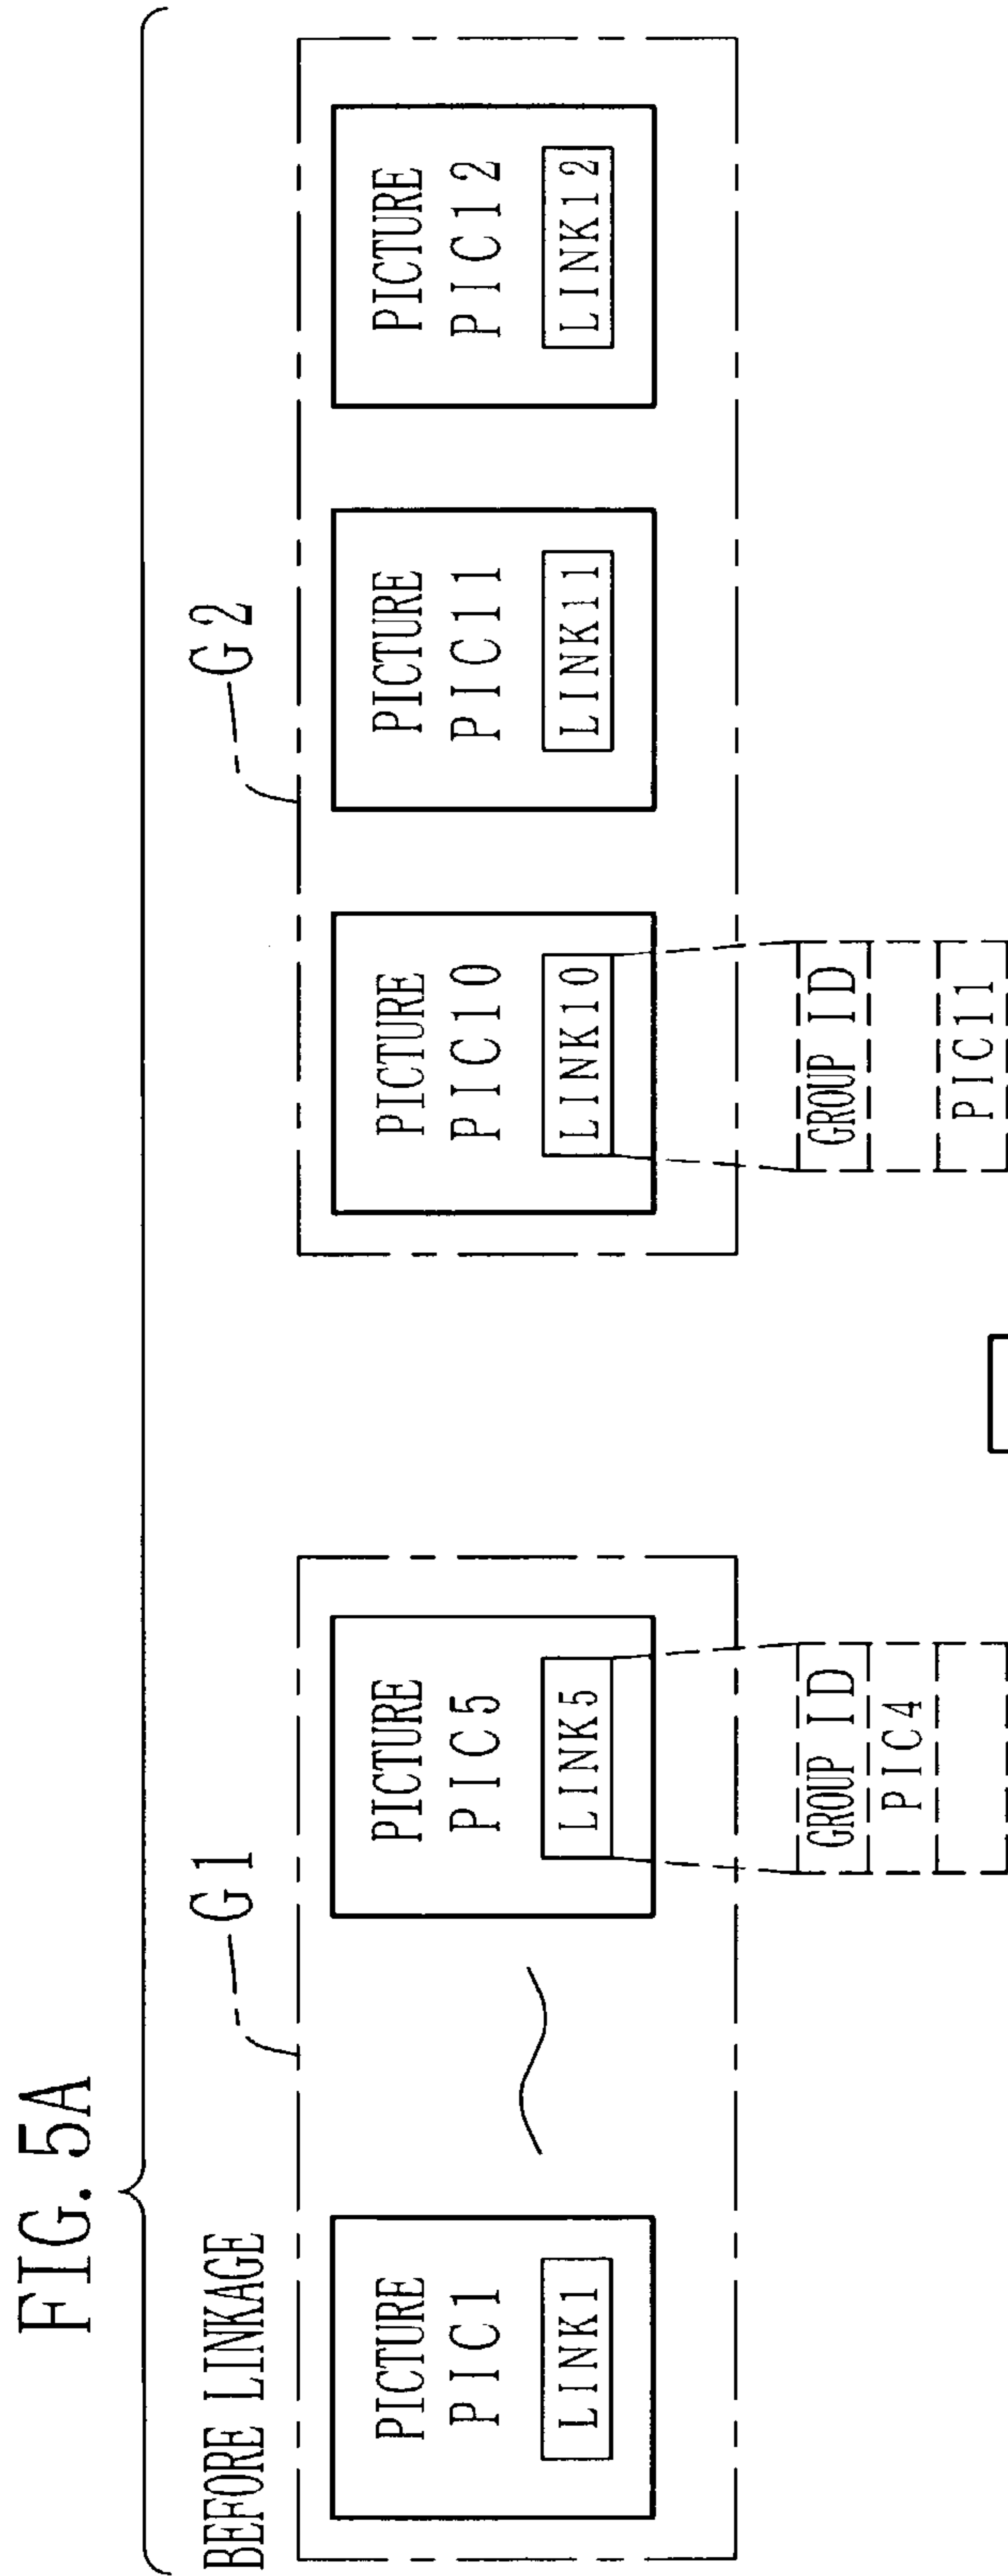 FIG. 5A
BEFORE LINKAGE
G1
G2
PICTURE
PIC1
LINK1
PICTURE
PIC5
LINK5
PICTURE
PIC10
LINK10
PICTURE
PIC11
LINK11
PICTURE
PIC12
LINK12
GROUP ID
PIC4
GROUP ID
PIC11